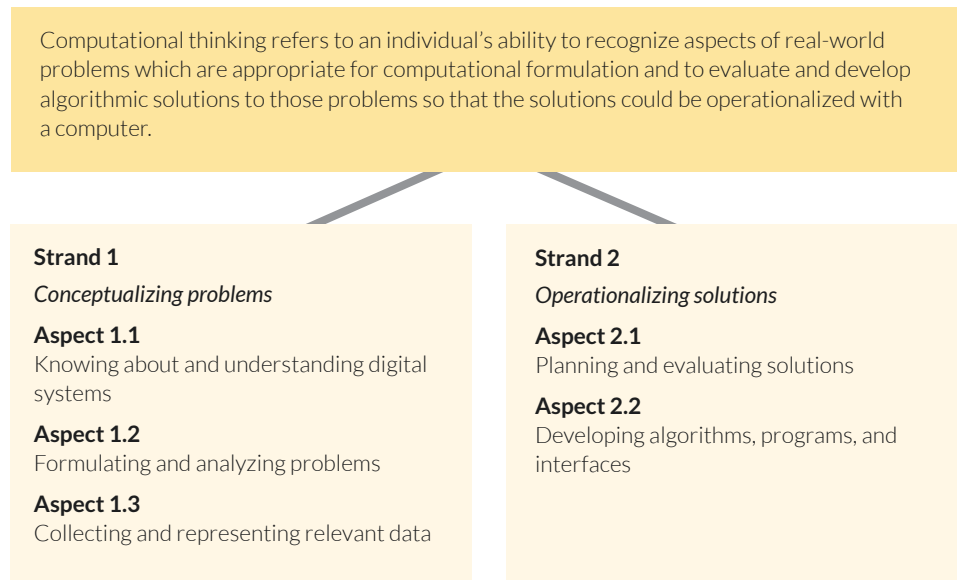 Computational thinking refers to an individual’s ability to recognize aspects of real-world
problems which are appropriate for computational formulation and to evaluate and develop
algorithmic solutions to those problems so that the solutions could be operationalized with
a computer.
Strand 1
Conceptualizing problems
Aspect 1.1
Knowing about and understanding digital
systems
Aspect 1.2
Formulating and analyzing problems
Aspect 1.3
Collecting and representing relevant data
Strand 2
Operationalizing solutions
Aspect 2.1
Planning and evaluating solutions
Aspect 2.2
Developing algorithms, programs, and
interfaces